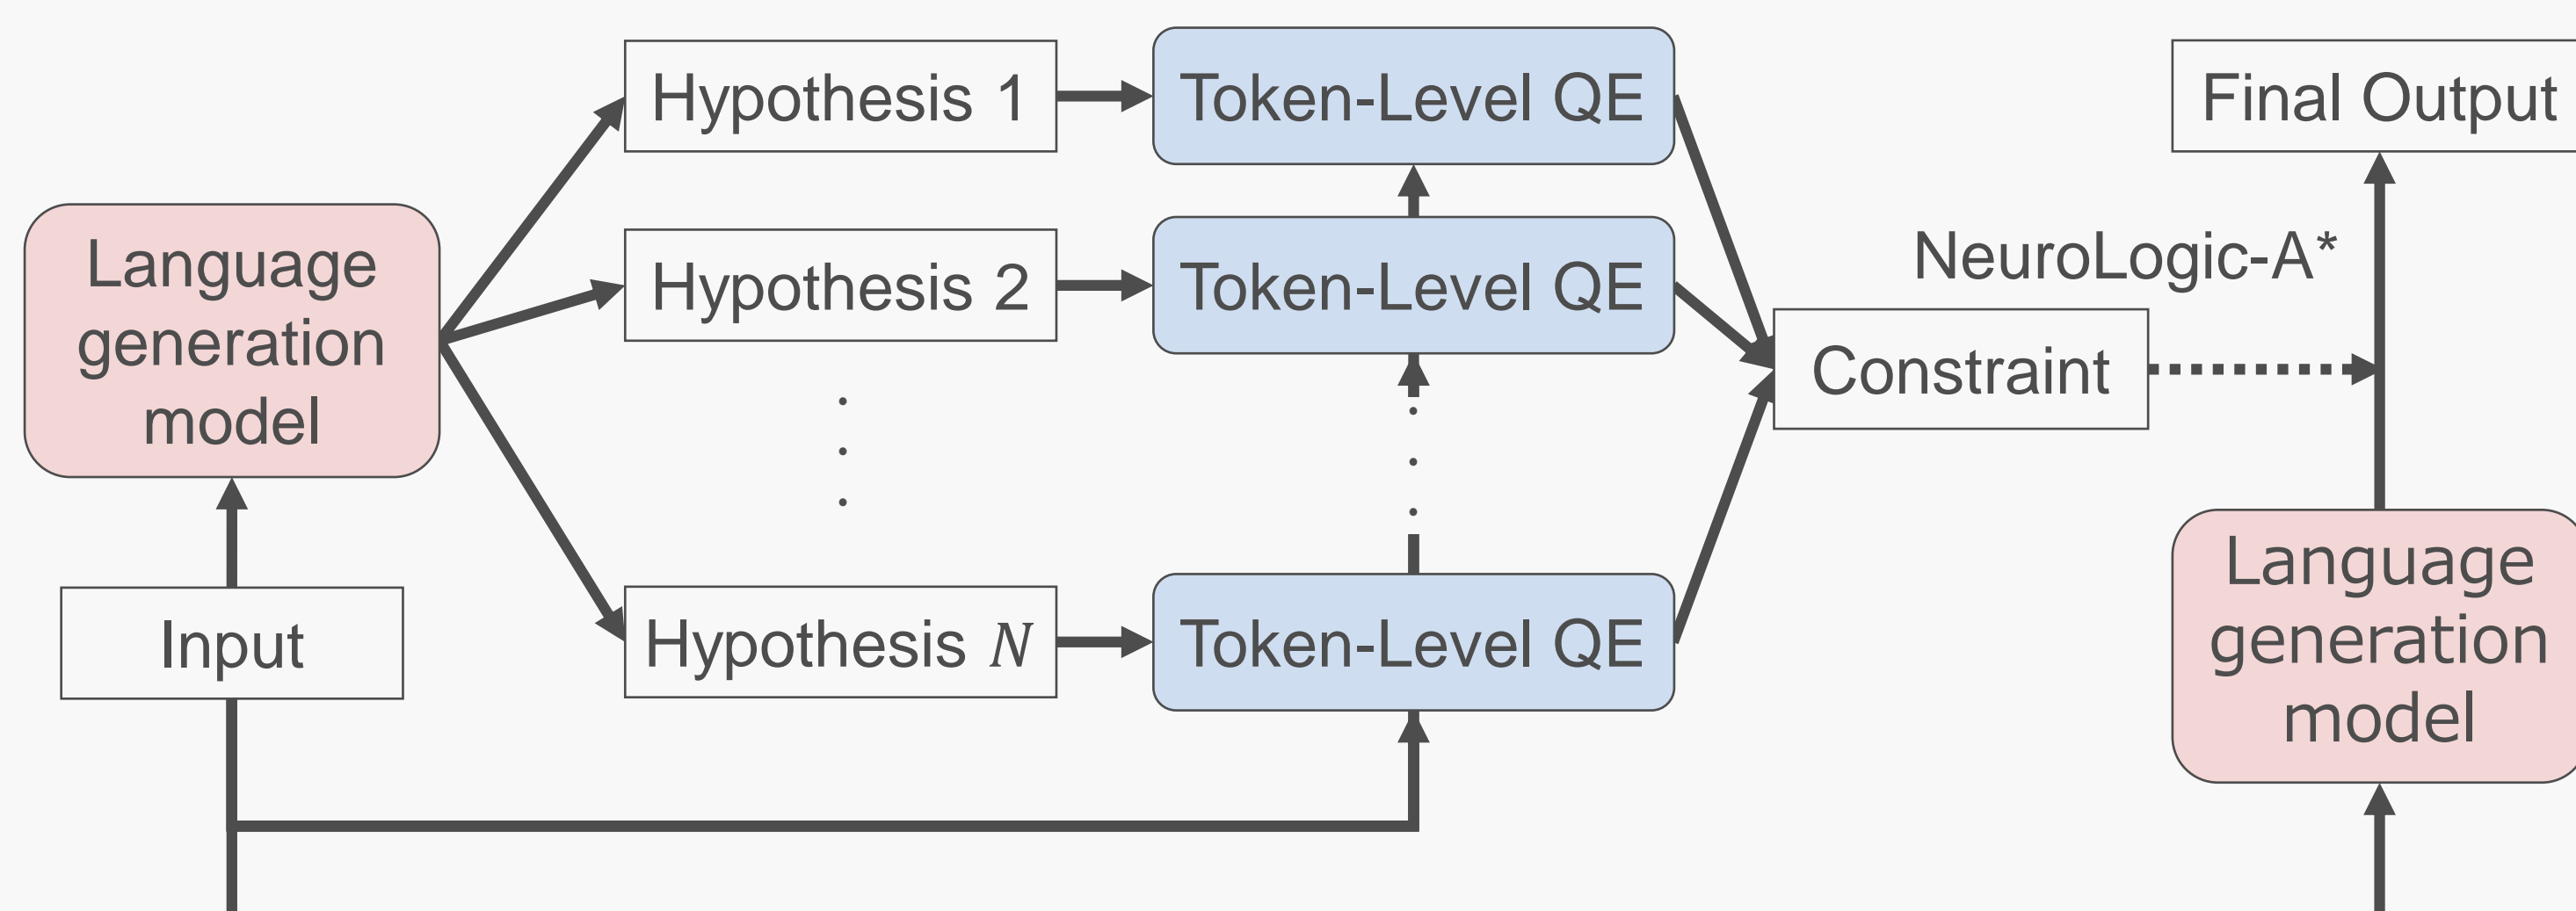 Language
generation
model
Input
Hypothesis 1
Hypothesis 2
.
.
.
Hypothesis N
Token-Level QE
Token-Level QE
.
.
.
Token-Level QE
NeuroLogic-A*
Constraint
Final Output
Language
generation
model